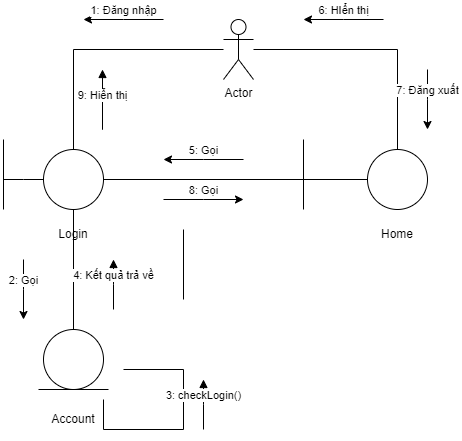 1: Đăng nhập
6: HIển thị
Actor
9: Hiển thị
7: Đăng xuất
5: Gọi
8: Gọi
Login
Home
2: Gọi
4: Kết quả trả về
3: checkLogin()
Account